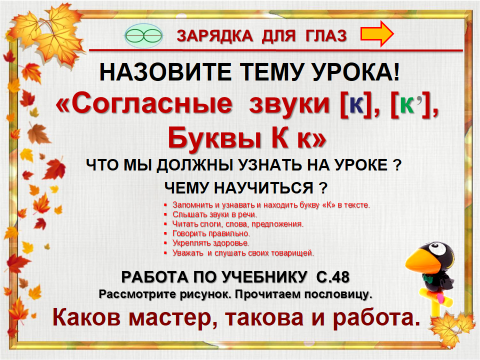 ЗАРЯДКА ДЛЯ ГЛАЗ
НАЗОВИТЕ ТЕМУ УРОКА!
«Согласные звуки [к], [к’],
Буквы К к»
ЧТО МЫ ДОЛЖНЫ УЗНАТЬ НА УРОКЕ ?
ЧЕМУ НАУЧИТЬСЯ ?
Запомнить и узнавать и находить букву «К» в тексте.
Слышать звуки в речи.
Читать слоги, слова, предложения.
Говорить правильно.
Укреплять здоровье.
Уважать и слушать своих товарищей.
РАБОТА ПО УЧЕБНИКУ С.48
Рассмотрите рисунок. Прочитаем пословицу.
Каков мастер, такова и работа.